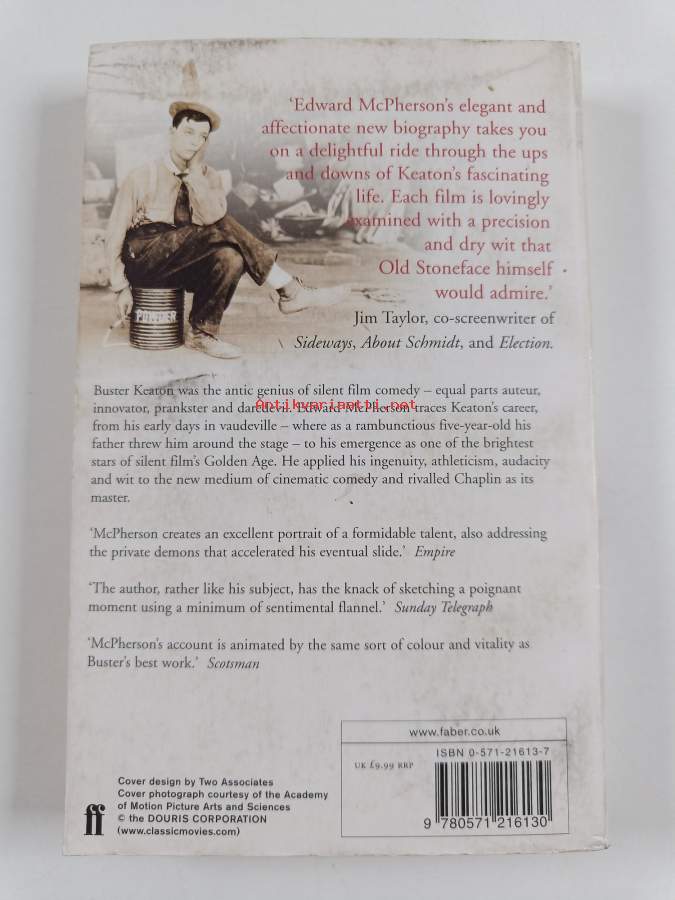 ‘Edward McPherson’s elegant and
affectionate new biography takes you
on a delightful ride through the ups
and downs of Keaton’s fascinating
life. Each film is lovingly
examined with a precision
and dry wit that
Old Stoneface himself
would admire.’
Jim Taylor, co-screenwriter of
Sideways, About Schmidt, and Election.
POWDER
Buster Keaton was the antic genius of silent film comedy – equal parts auteur,
innovator, prankster and daredevil. Edward McPherson traces Keaton’s career,
Antikvariaatti.net
from his early days in vaudeville – where as a rambunctious five-year-old his
father threw him around the stage – to his emergence as one of the brightest
stars of silent film’s Golden Age. He applied his ingenuity, athleticism, audacity
and wit to the new medium of cinematic comedy and rivalled Chaplin as its
master.
‘McPherson creates an excellent portrait of a formidable talent, also addressing
the private demons that accelerated his eventual slide.’ Empire
‘The author, rather like his subject, has the knack of sketching a poignant
moment using a minimum of sentimental flannel.’ Sunday Telegraph
‘McPherson’s account is animated by the same sort of colour and vitality as
Buster’s best work.’ Scotsman
www.faber.co.uk
UK £9.99 RRP
ISBN 0-571-21613-7
9 780571 216130
ff
Cover design by Two Associates
Cover photograph courtesy of the Academy
of Motion Picture Arts and Sciences
© the DOURIS CORPORATION
(www.classicmovies.com)